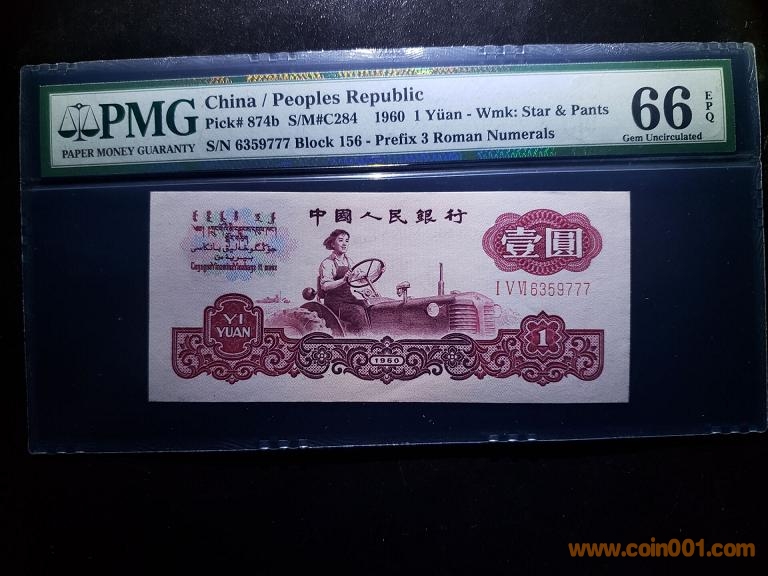 PMG
PAPER MONEY GUARANTY
China / Peoples Republic
Pick# 874b S/M#C284 1960 1 Yüan - Wmk: Star & Pants
S/N 6359777 Block 156 - Prefix 3 Roman Numerals
66 EPQ
Gem Uncirculated
中國人民銀行
壹圓
I V VI 6359777
YI
YUAN
1
1960
www.coin001.com